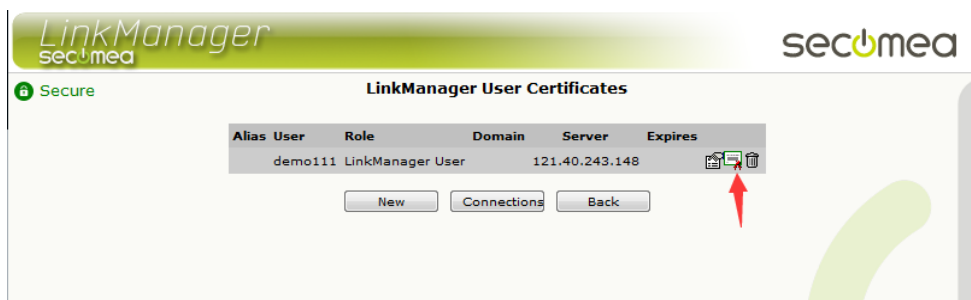 LinkManager
secomea
secomea
Secure
LinkManager User Certificates
Alias User Role Domain Server Expires
demo111 LinkManager User 121.40.243.148
New Connections Back